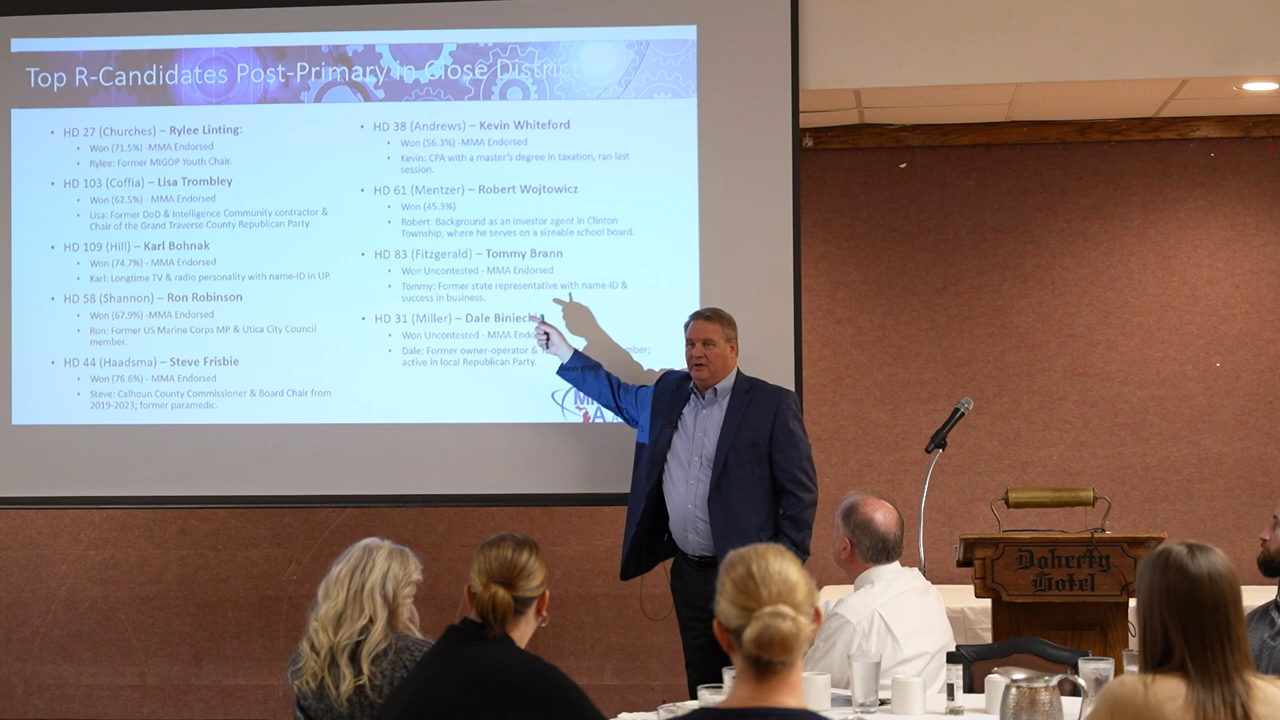 Top R-Candidates Post-Primary in Close Distric
• HD 27 (Churches) – Rylee Linting:
• Won (71.5%) -MMA Endorsed
• Rylee: Former MIGOP Youth Chair.
• HD 103 (Coffia) – Lisa Trombley
• Won (62.5%) - MMA Endorsed
• Lisa: Former DoD & Intelligence Community contractor &
Chair of the Grand Traverse County Republican Party.
• HD 109 (Hill) – Karl Bohnak
• Won (74.7%) - MMA Endorsed
• Karl: Longtime TV & radio personality with name-ID in UP.
• HD 58 (Shannon) – Ron Robinson
• Won (67.9%) -MMA Endorsed
• Ron: Former US Marine Corps MP & Utica City Council
member.
• HD 44 (Haadsma) – Steve Frisbie
• Won (76.6%) - MMA Endorsed
• Steve: Calhoun County Commissioner & Board Chair from
2019-2023; former paramedic.
• HD 38 (Andrews) – Kevin Whiteford
• Won (56.3%) -MMA Endorsed
• Kevin: CPA with a master's degree in taxation, ran last
session.
• HD 61 (Mentzer) – Robert Wojtowicz
• Won (45.3%)
• Robert: Background as an investor agent in Clinton
Township, where he serves on a sizeable school board.
• HD 83 (Fitzgerald) – Tommy Brann
• Won Uncontested - MMA Endorsed
• Tommy: Former state representative with name-ID &
success in business.
• HD 31 (Miller) – Dale Biniecki
• Won Uncontested - MMA Endo
• Dale: Former owner-operator & mber;
active in local Republican Party.
Doherty
Hotel